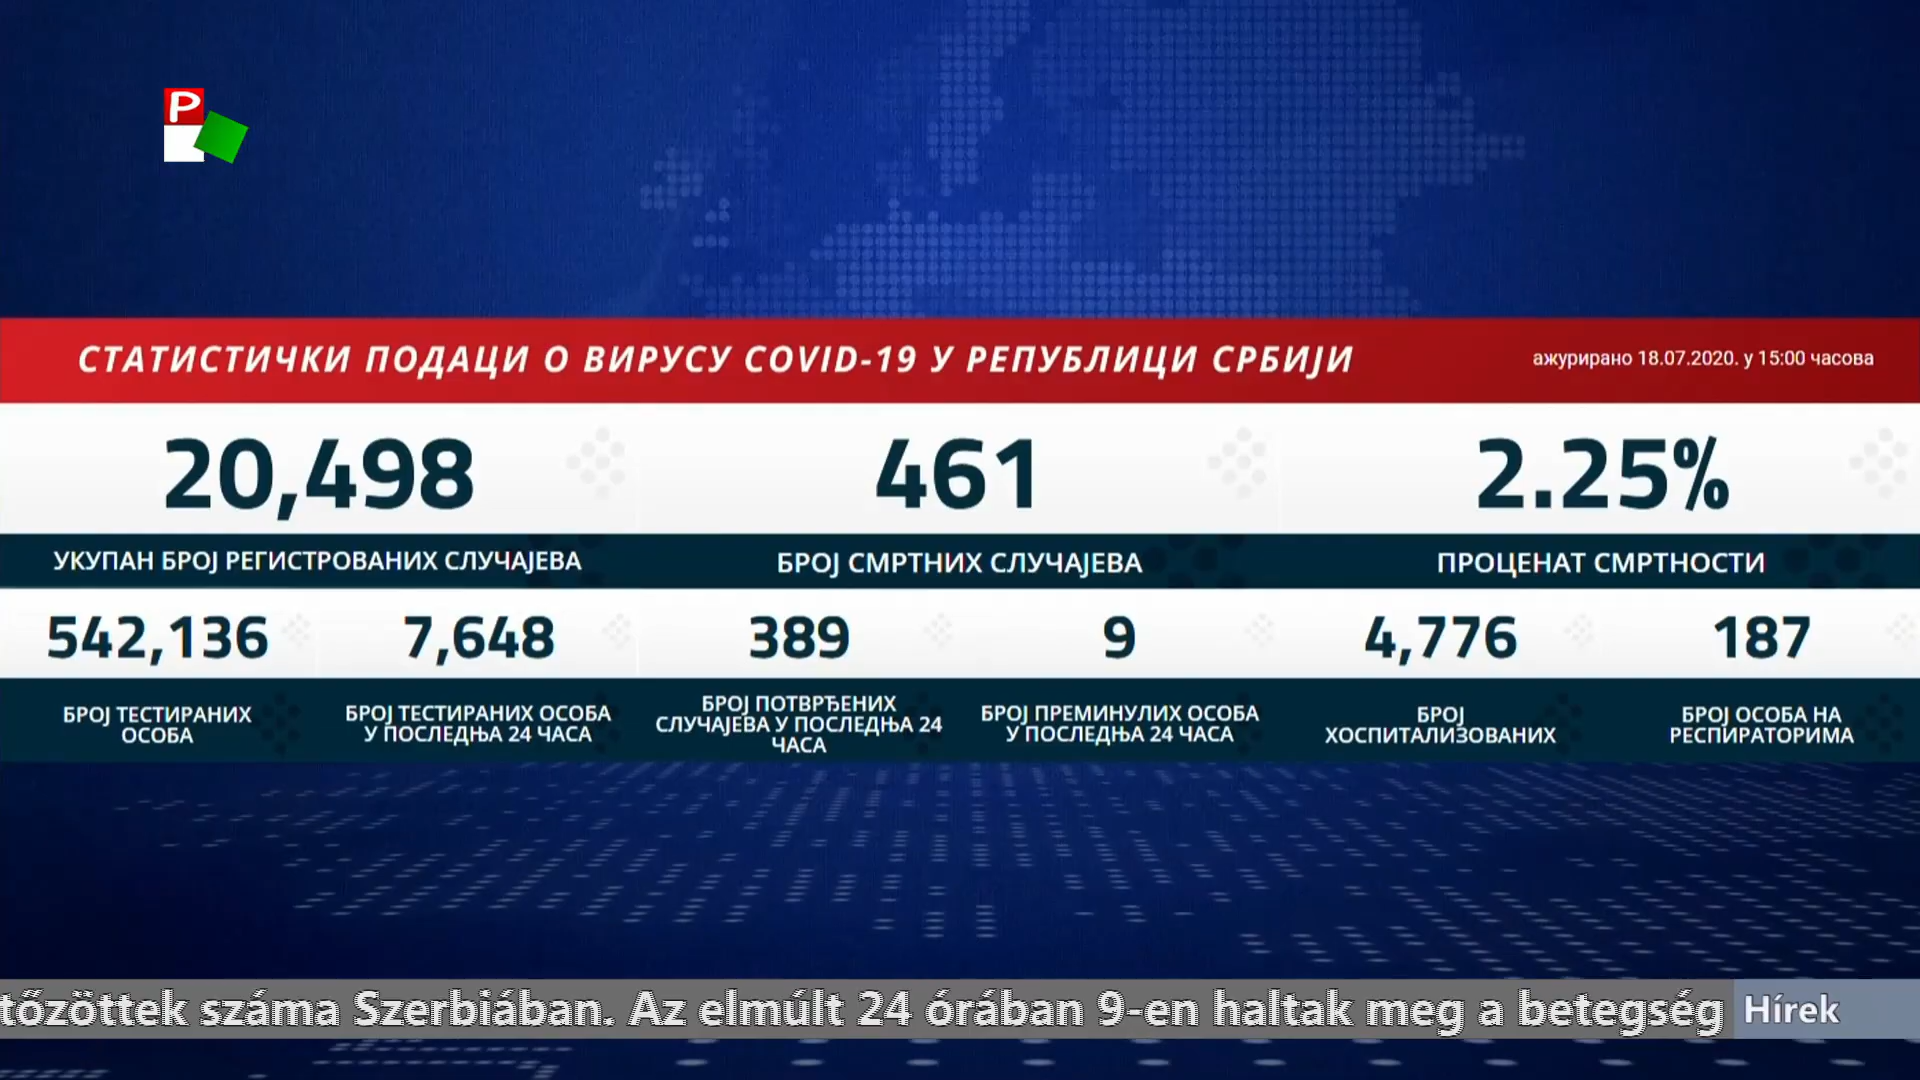 P
СТАТИСТИЧКИ ПОДАЦИ О ВИРУСУ COVID-19 У РЕПУБЛИЦИ СРБИЈИ
ажурирано 18.07.2020. у 15:00 часова
20,498
461
2.25%
УКУПАН БРОЈ РЕГИСТРОВАНИХ СЛУЧАЈЕВА
БРОЈ СМРТНИХ СЛУЧАЈЕВА
ПРОЦЕНАТ СМРТНОСТИ
542,136
7,648
389
9
4,776
187
БРОЈ ТЕСТИРАНИХ
ОСОБА
БРОЈ ТЕСТИРАНИХ ОСОБА
У ПОСЛЕДЊА 24 ЧАСА
БРОЈ ПОТВРЂЕНИХ
СЛУЧАЈЕВА У ПОСЛЕДЊА 24
ЧАСА
БРОЈ ПРЕМИНУЛИХ ОСОБА
У ПОСЛЕДЊА 24 ЧАСА
БРОЈ
ХОСПИТАЛИЗОВАНИХ
БРОЈ ОСОБА НА
РЕСПИРАТОРИМА
tőzöttek száma Szerbiában. Az elmúlt 24 órában 9-en haltak meg a betegség
Hírek